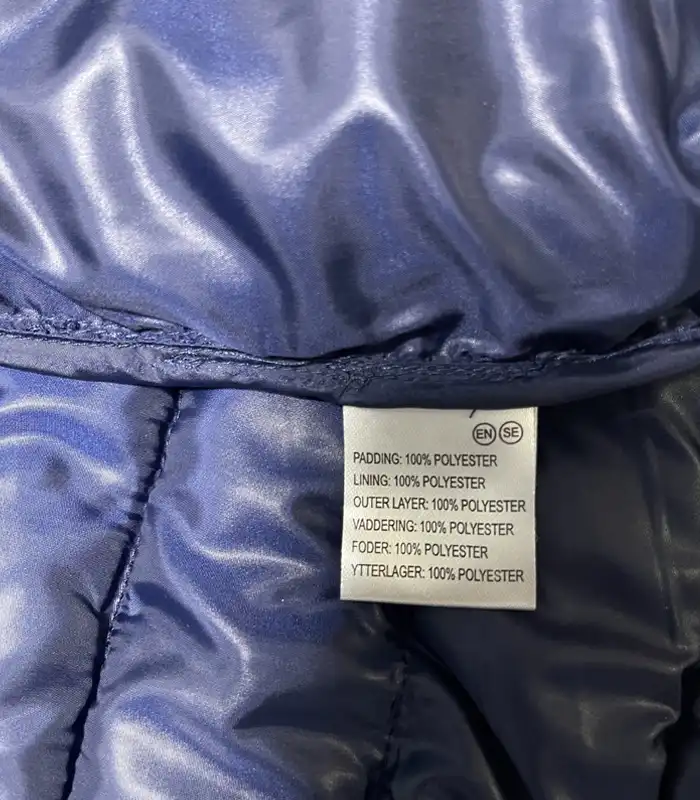 EN SE
PADDING: 100% POLYESTER
LINING: 100% POLYESTER
OUTER LAYER: 100% POLYESTER
VADDERING: 100% POLYESTER
FODER: 100% POLYESTER
YTTERLAGER: 100% POLYESTER